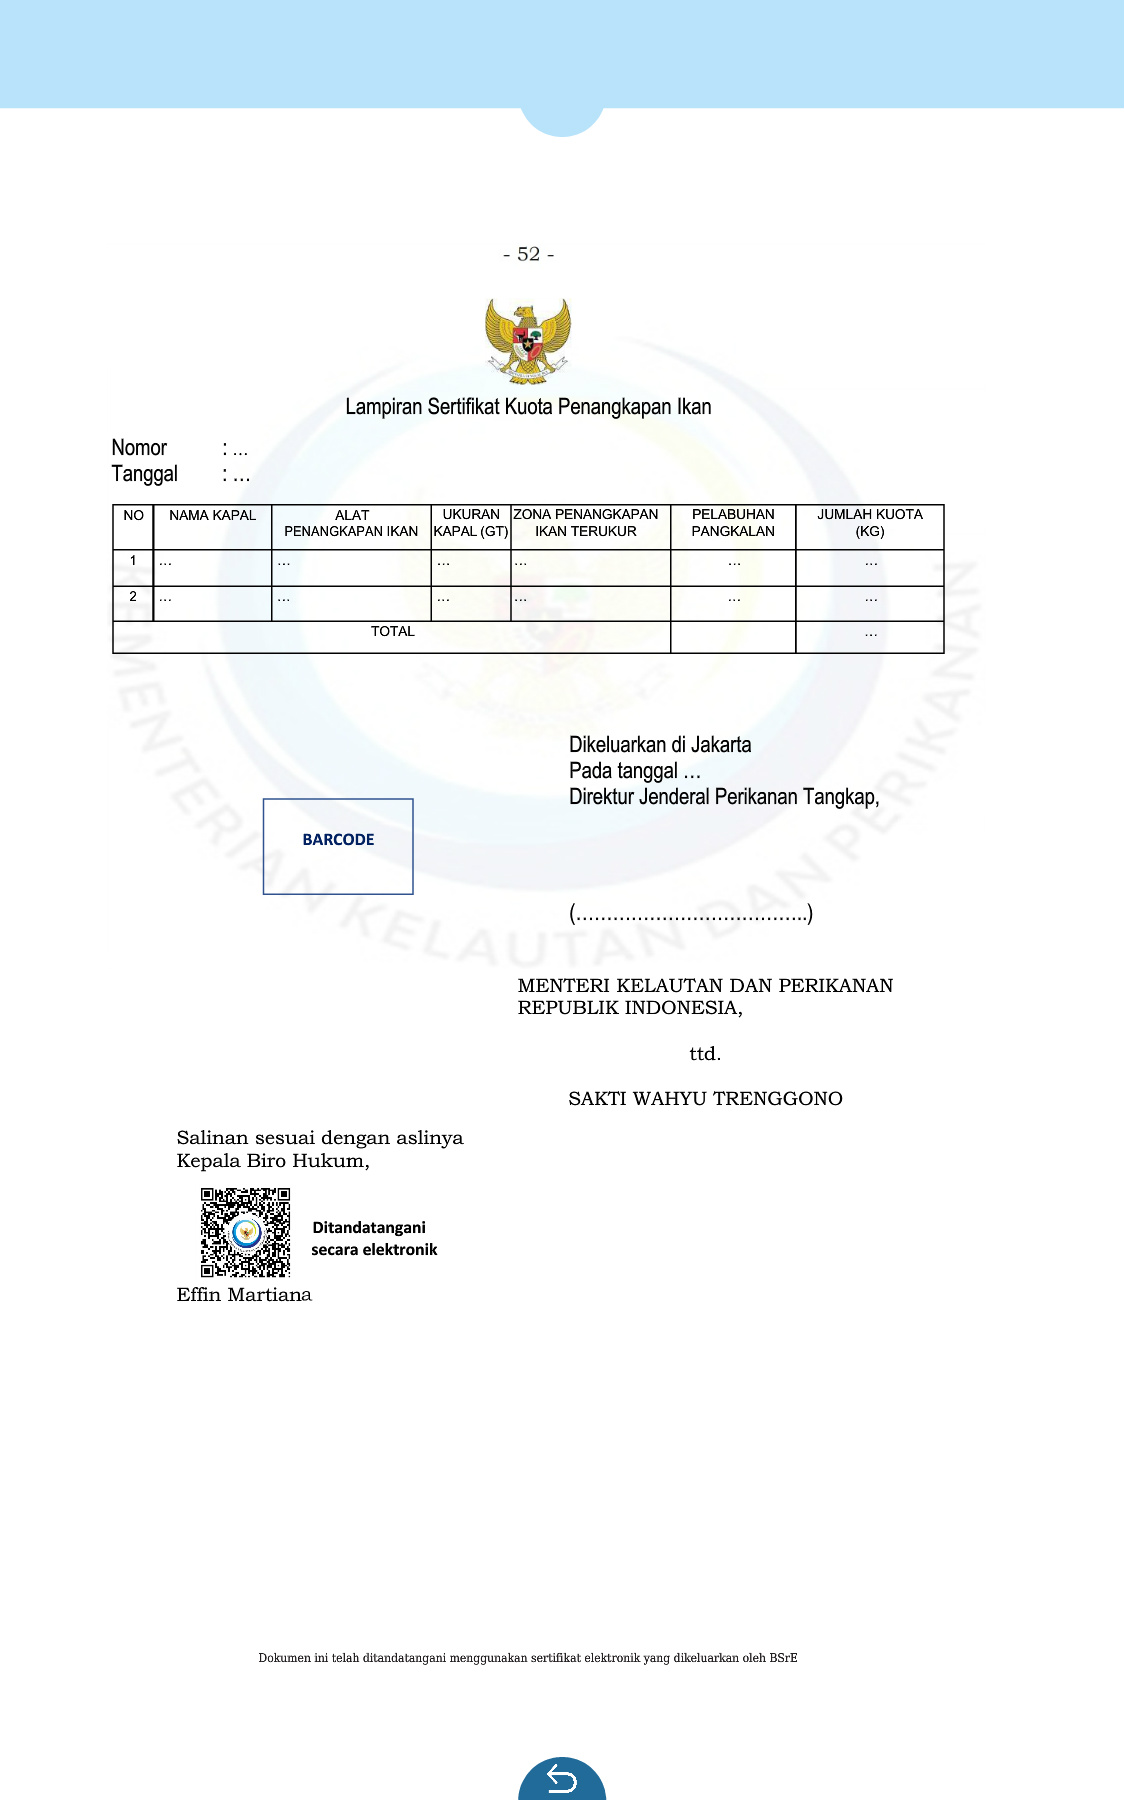 - 52 -
Lampiran Sertifikat Kuota Penangkapan Ikan
Nomor : ...
Tanggal : ...
NO NAMA KAPAL ALAT PENANGKAPAN IKAN UKURAN KAPAL (GT) ZONA PENANGKAPAN IKAN TERUKUR PELABUHAN PANGKALAN JUMLAH KUOTA (KG)
1 ... ... ... ... ... ...
2 ... ... ... ... ... ...
TOTAL ...
Dikeluarkan di Jakarta
Pada tanggal ...
Direktur Jenderal Perikanan Tangkap,
BARCODE
(......................................)
KEMENTERIAN KELAUTAN DAN PERIKANAN
MENTERI KELAUTAN DAN PERIKANAN
REPUBLIK INDONESIA,
ttd.
SAKTI WAHYU TRENGGONO
Salinan sesuai dengan aslinya
Kepala Biro Hukum,
Ditandatangani
secara elektronik
Effin Martiana
Dokumen ini telah ditandatangani menggunakan sertifikat elektronik yang dikeluarkan oleh BSrE